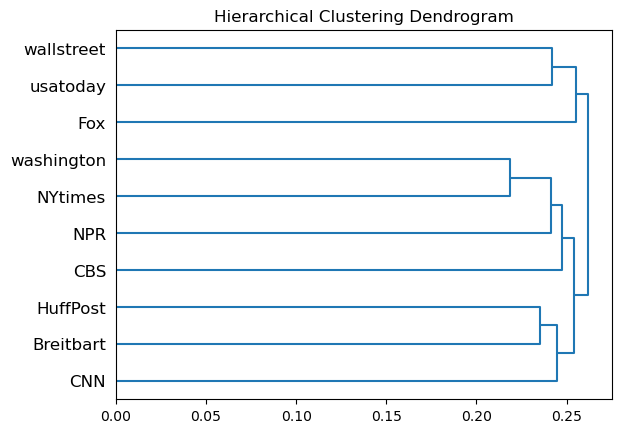 Hierarchical Clustering Dendrogram
wallstreet
usatoday
Fox
washington
NYtimes
NPR
CBS
HuffPost
Breitbart
CNN
0.00 0.05 0.10 0.15 0.20 0.25